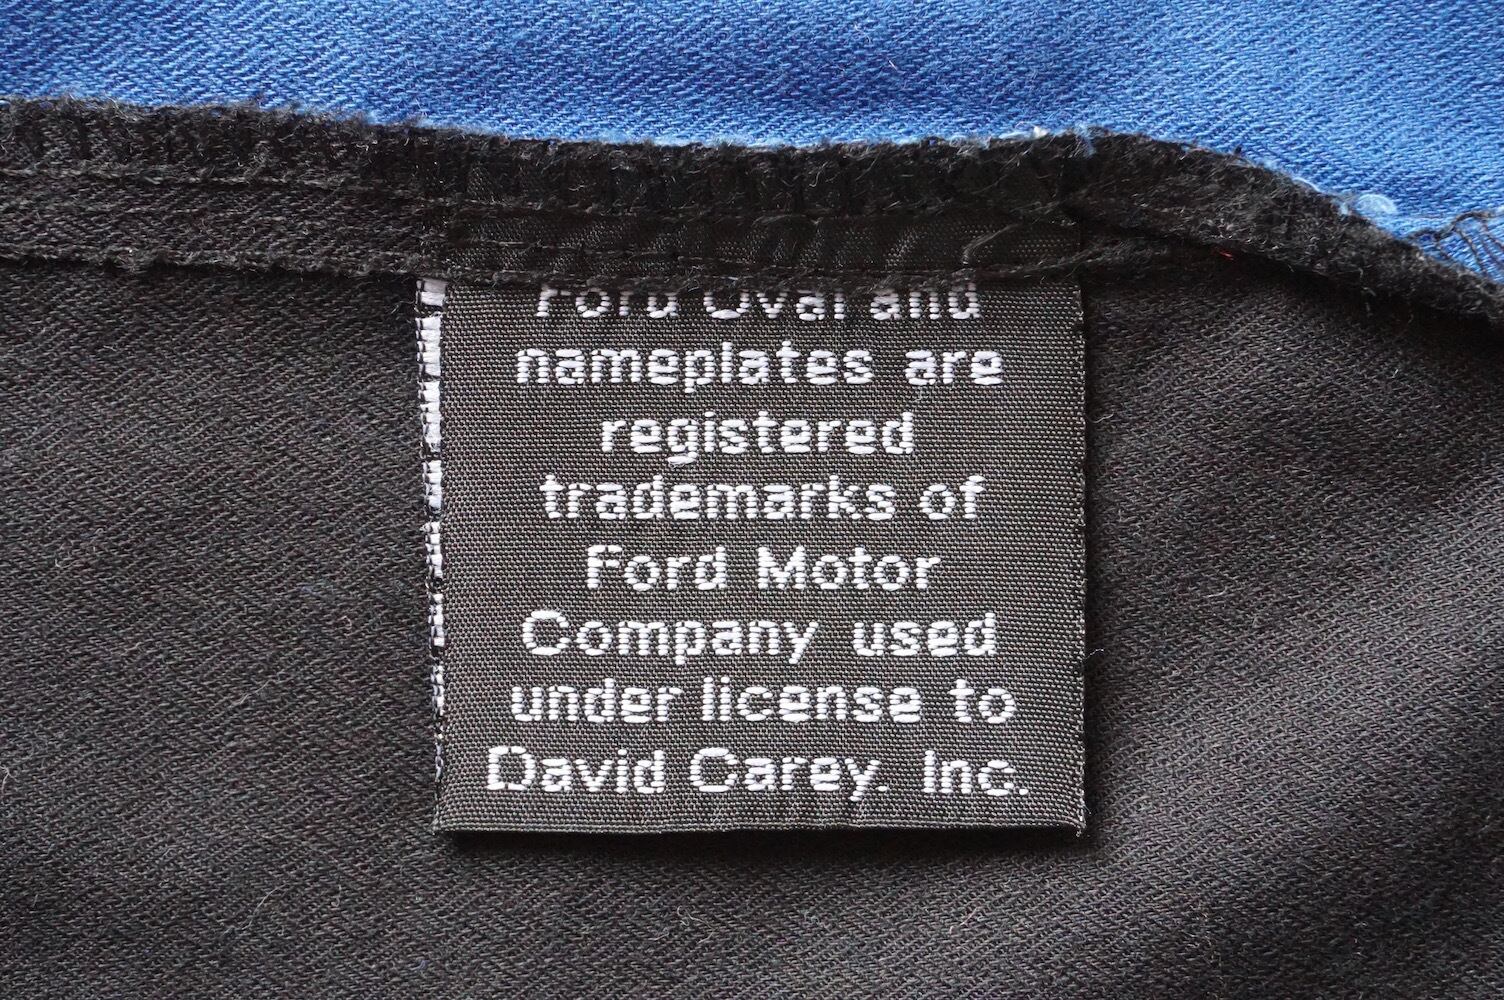 Ford Oval and
nameplates are
registered
trademarks of
Ford Motor
Company used
under license to
David Carey. Inc.